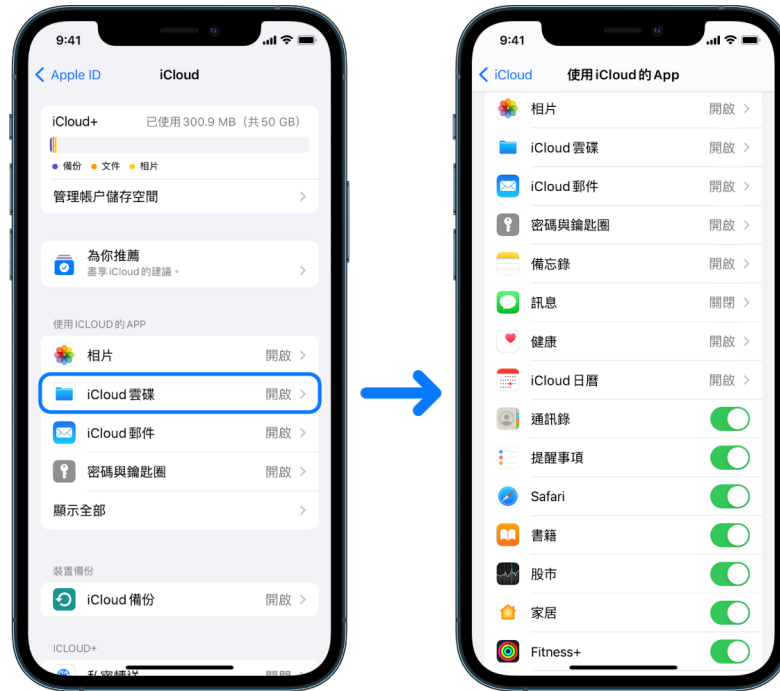 9:41
Apple ID
iCloud
iCloud+
已使用 300.9 MB（共 50 GB）
備份
文件
相片
管理帳户儲存空間
為你推薦
盡享 iCloud 的建議。
使用 ICLOUD 的 APP
相片
開啟
iCloud 雲碟
開啟
iCloud 郵件
開啟
密碼與鑰匙圈
開啟
顯示全部
裝置備份
iCloud 備份
開啟
ICLOUD+
9:41
iCloud
使用 iCloud 的 App
相片
開啟
iCloud 雲碟
開啟
iCloud 郵件
開啟
密碼與鑰匙圈
開啟
備忘錄
開啟
訊息
關閉
健康
開啟
iCloud 日曆
開啟
通訊錄
提醒事項
Safari
書籍
股市
家居
Fitness+